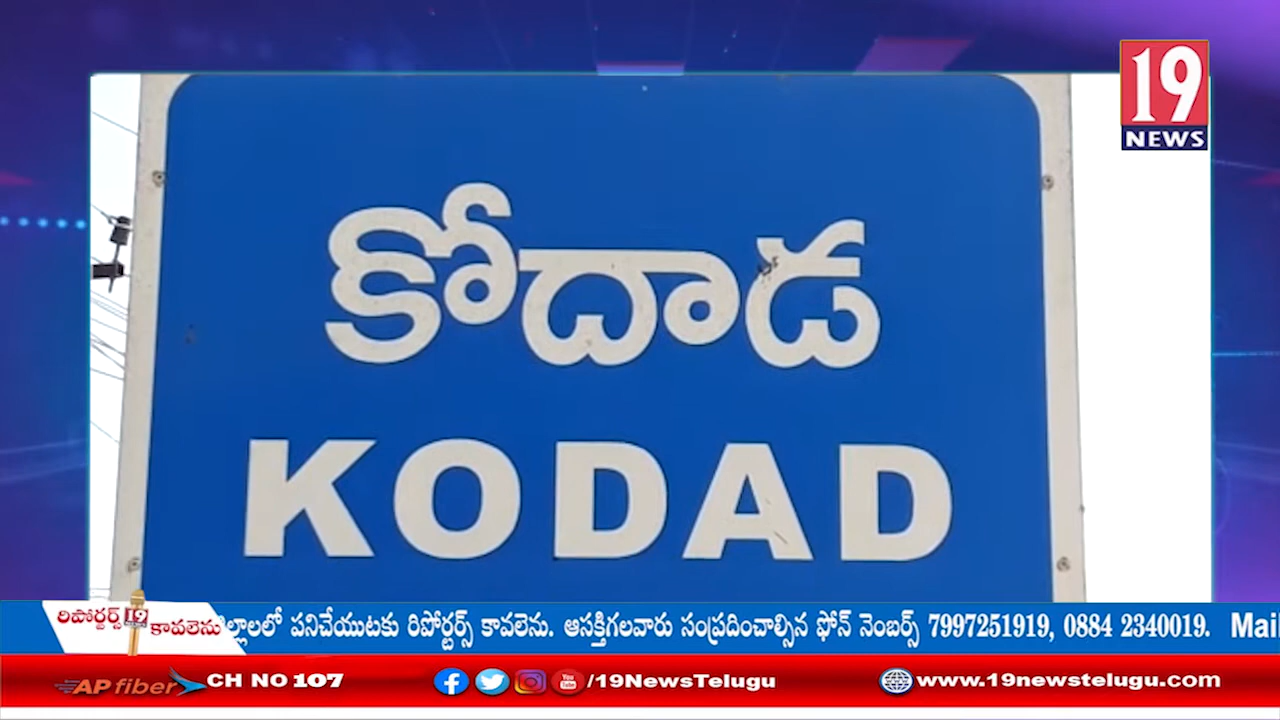 19
NEWS
కోదాడ
KODAD
రిపోర్టర్స్ 19
కావలెను
ల్లాలలో పనిచేయుటకు రిపోర్టర్స్ కావలెను. ఆసక్తిగలవారు సంప్రదించాల్సిన ఫోన్ నెంబర్స్ 7997251919, 0884 2340019. Mail
AP fiber CH NO 107
/19NewsTelugu
www.19newstelugu.com